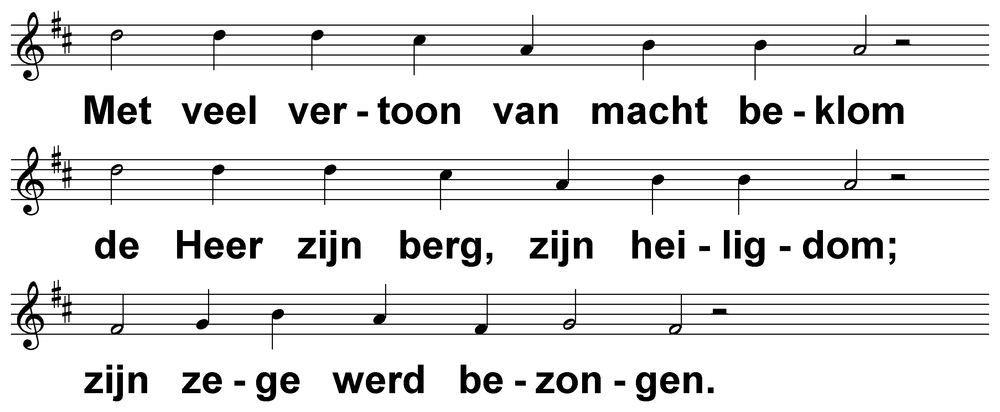 Met veel ver - toon van macht be - klom
de Heer zijn berg, zijn hei - lig - dom;
zijn ze - ge werd be - zon - gen.